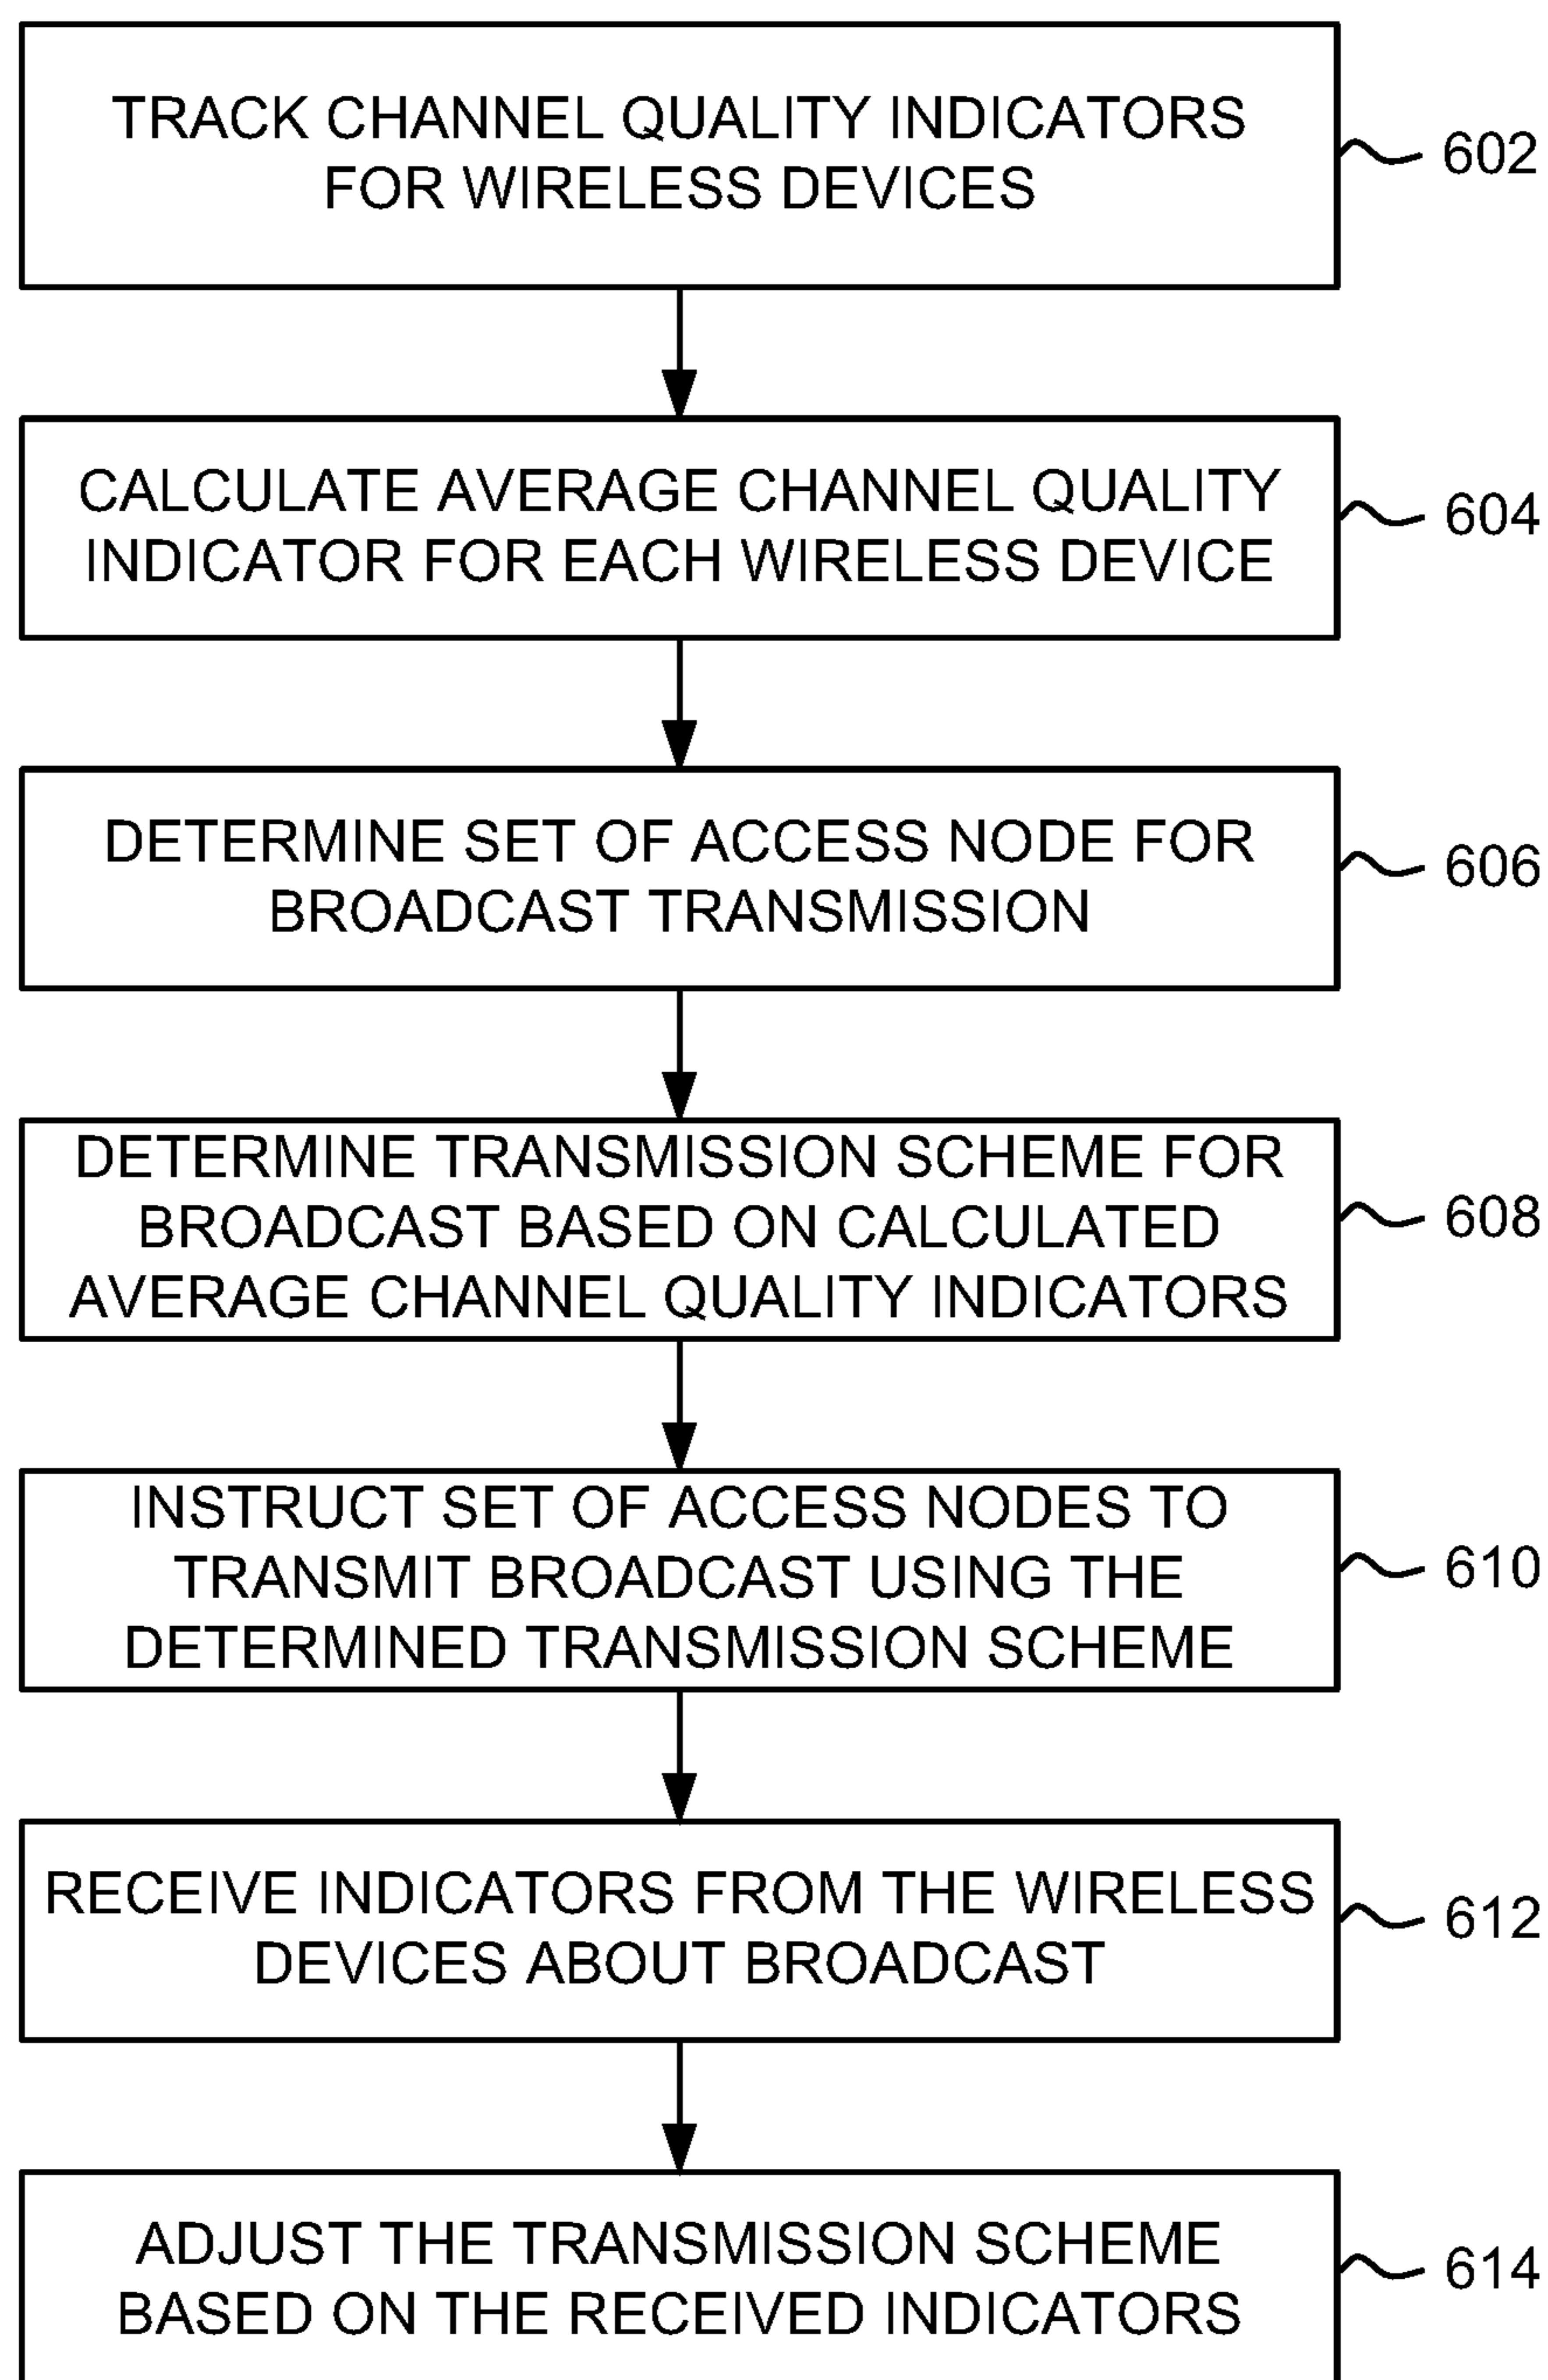 TRACK CHANNEL QUALITY INDICATORS
FOR WIRELESS DEVICES
602
CALCULATE AVERAGE CHANNEL QUALITY
INDICATOR FOR EACH WIRELESS DEVICE
604
DETERMINE SET OF ACCESS NODE FOR
BROADCAST TRANSMISSION
606
DETERMINE TRANSMISSION SCHEME FOR
BROADCAST BASED ON CALCULATED
AVERAGE CHANNEL QUALITY INDICATORS
608
INSTRUCT SET OF ACCESS NODES TO
TRANSMIT BROADCAST USING THE
DETERMINED TRANSMISSION SCHEME
610
RECEIVE INDICATORS FROM THE WIRELESS
DEVICES ABOUT BROADCAST
612
ADJUST THE TRANSMISSION SCHEME
BASED ON THE RECEIVED INDICATORS
614